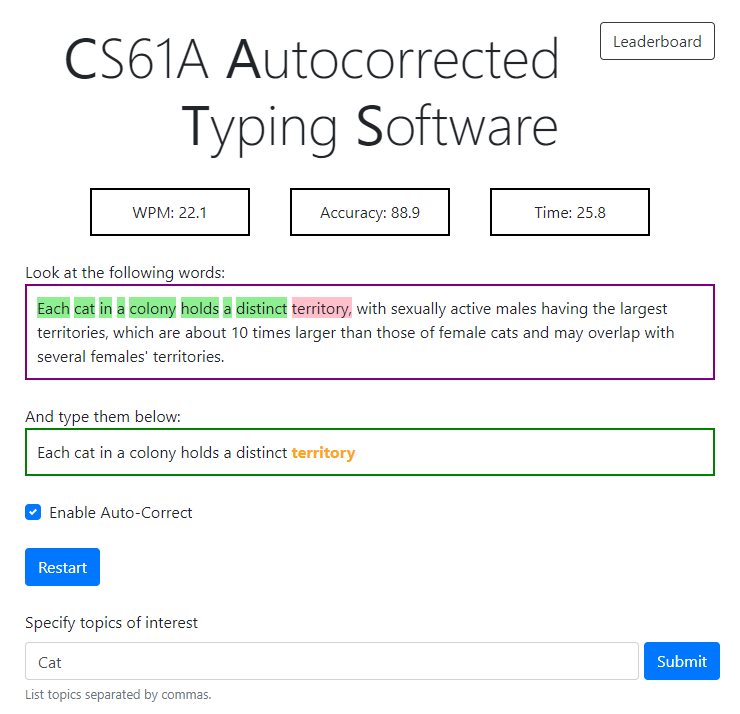 CS61A Autocorrected
Typing Software
Leaderboard
WPM: 22.1
Accuracy: 88.9
Time: 25.8
Look at the following words:
Each cat in a colony holds a distinct territory, with sexually active males having the largest
territories, which are about 10 times larger than those of female cats and may overlap with
several females' territories.
And type them below:
Each cat in a colony holds a distinct territory
Enable Auto-Correct
Restart
Specify topics of interest
Cat
Submit
List topics separated by commas.